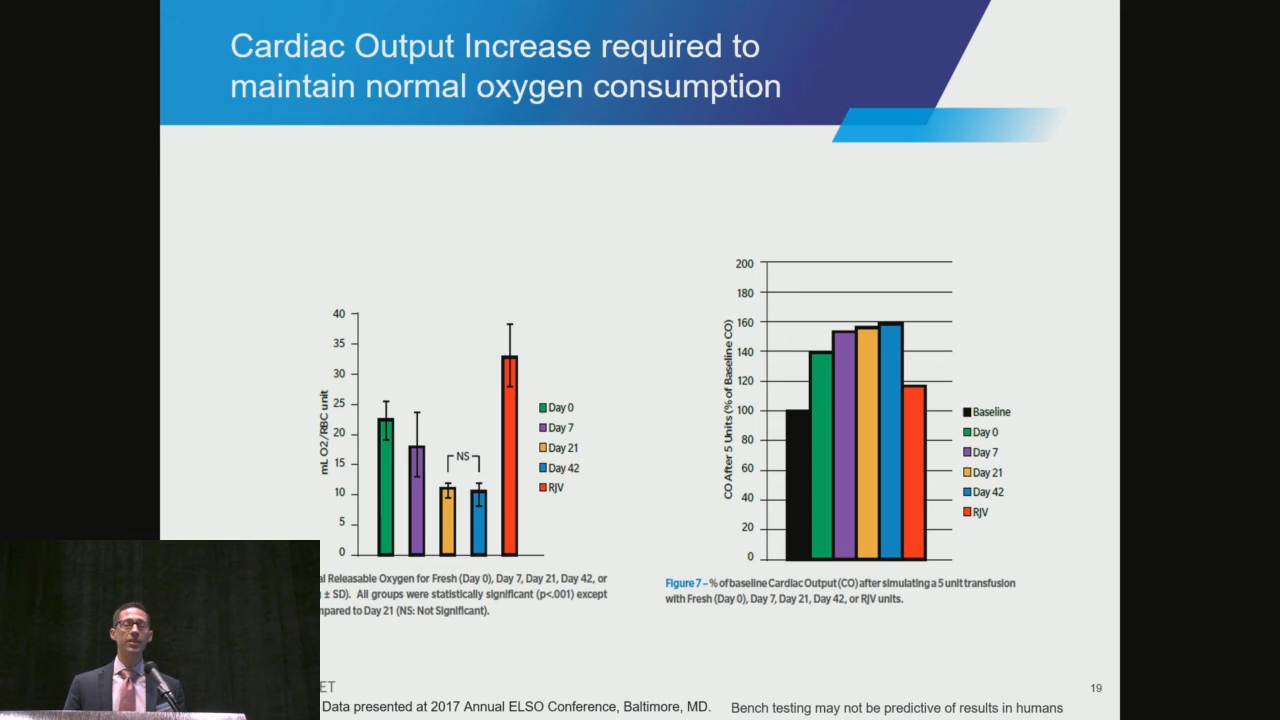 Cardiac Output Increase required to
maintain normal oxygen consumption
40
35
30
25
20
15
10
5
0
mL O2/RBC unit
NS
Day 0
Day 7
Day 21
Day 42
RJV
al Releasable Oxygen for Fresh (Day 0), Day 7, Day 21, Day 42, or
± SD). All groups were statistically significant (p<.001) except
mpared to Day 21 (NS: Not Significant).
200
180
160
140
120
100
80
60
40
20
0
CO After 5 Units (% of Baseline CO)
Baseline
Day 0
Day 7
Day 21
Day 42
RJV
Figure 7 – % of baseline Cardiac Output (CO) after simulating a 5 unit transfusion
with Fresh (Day 0), Day 7, Day 21, Day 42, or RJV units.
ET
19
Data presented at 2017 Annual ELSO Conference, Baltimore, MD.
Bench testing may not be predictive of results in humans